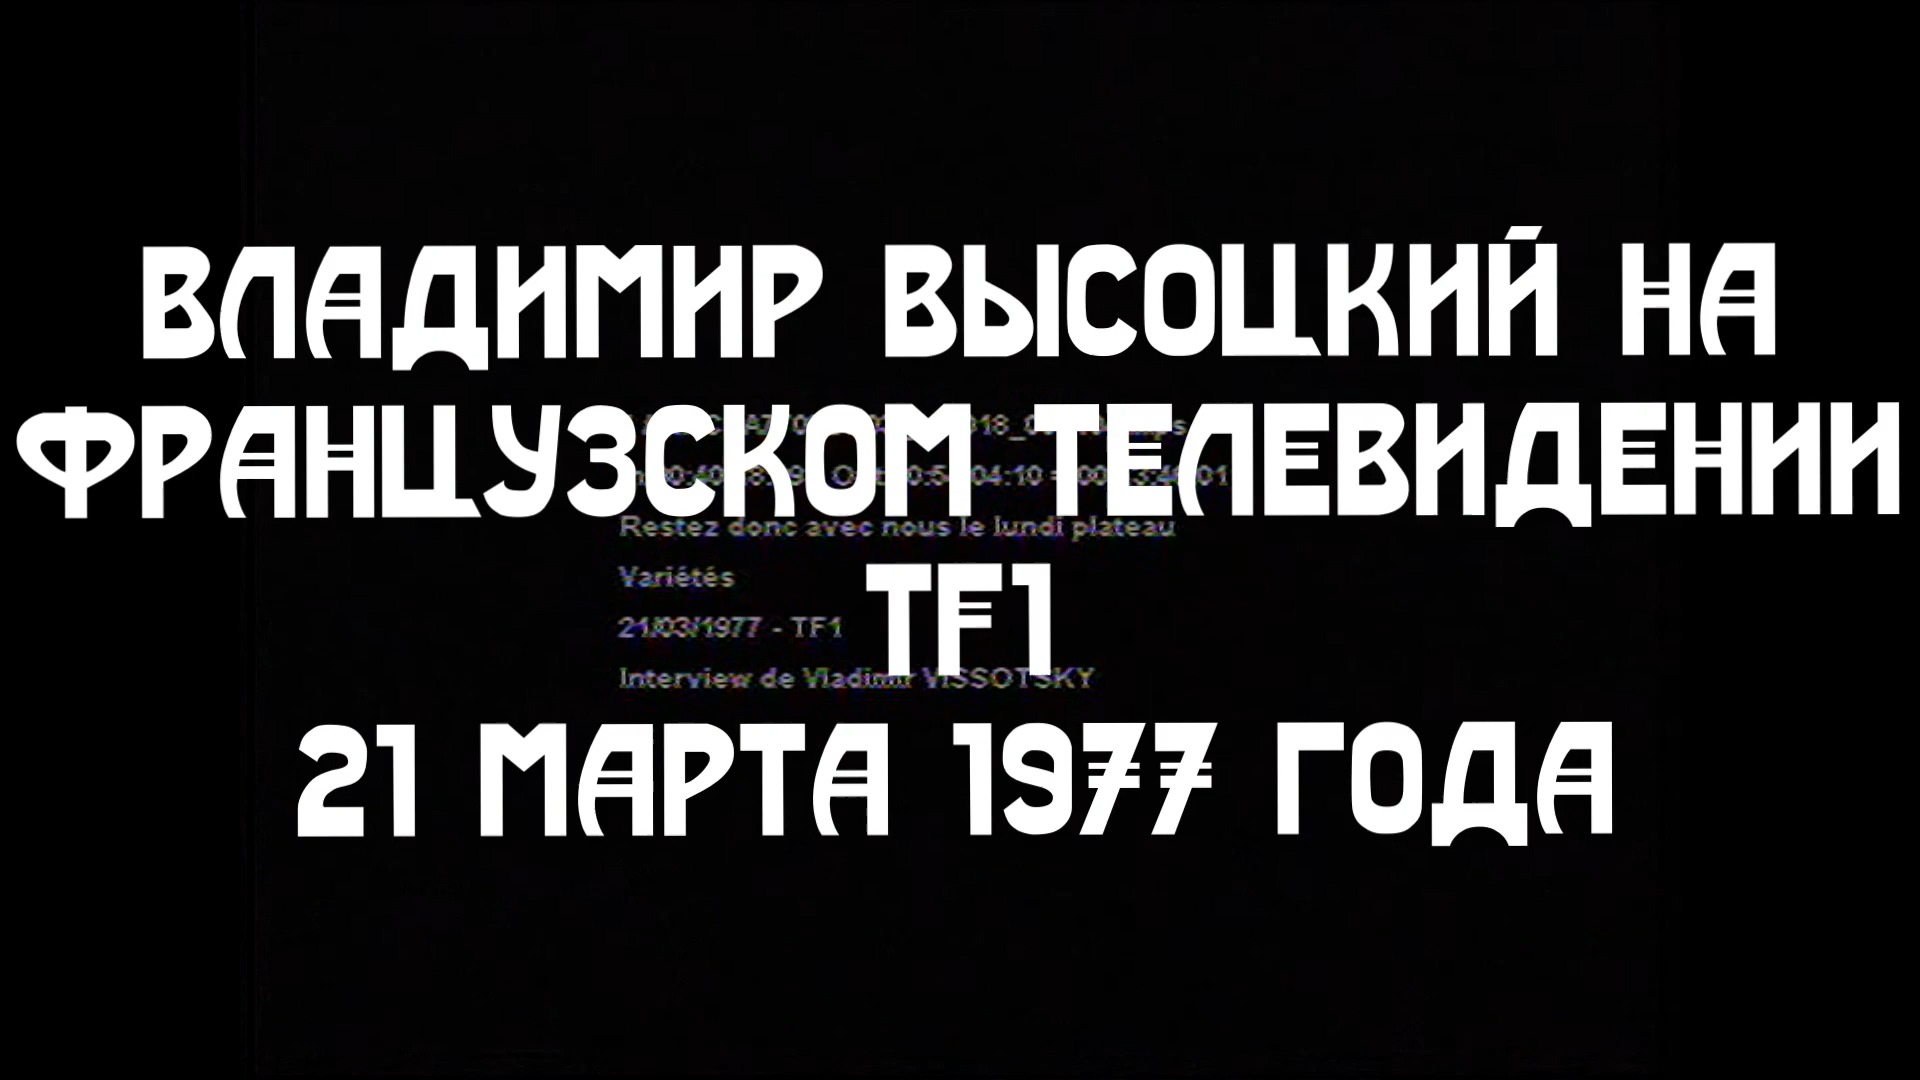 ВЛАДИМИР ВЫСОЦКИЙ НА
ФРАНЦУЗСКОМ ТЕЛЕВИДЕНИИ
Restez donc avec nous le lundi plateau
Variétés
TF1
21/03/1977 - TF1
Interview de Vladimir VISSOTSKY
21 МАРТА 1977 ГОДА